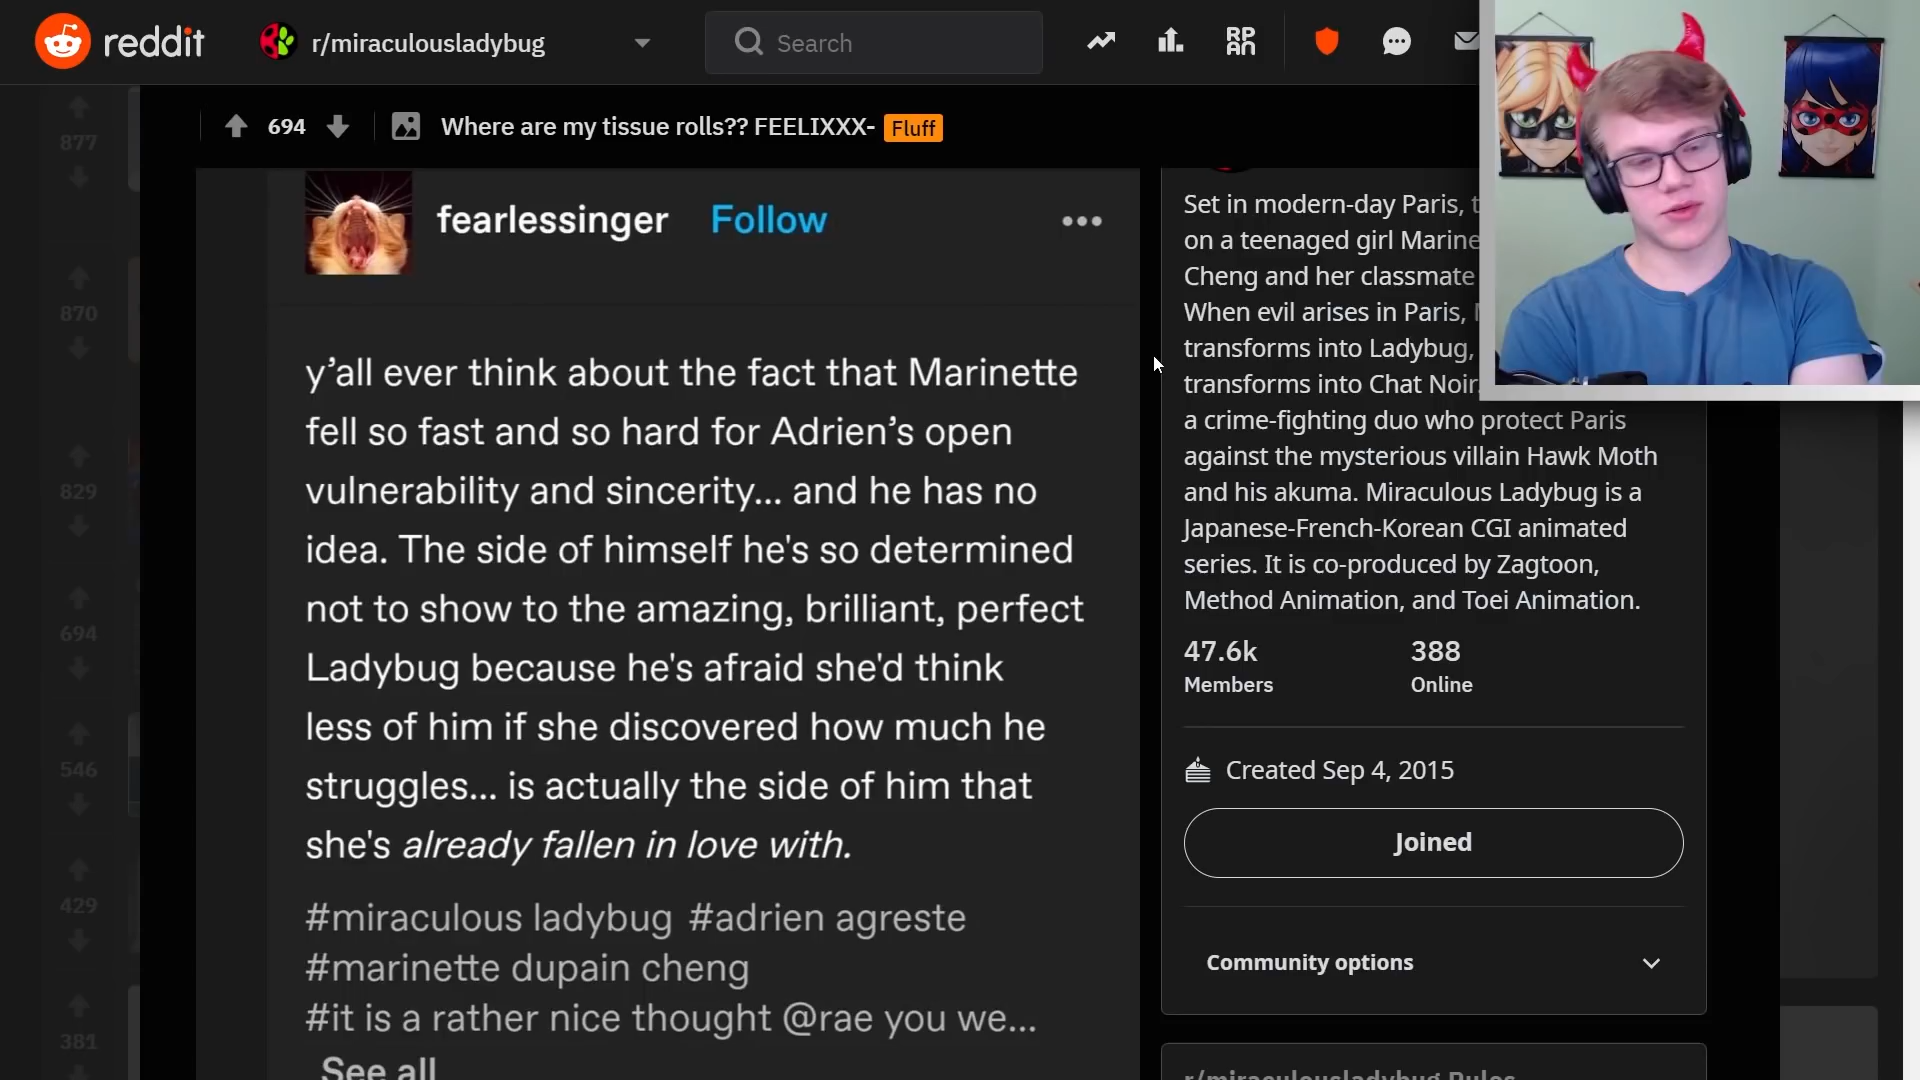 reddit
r/miraculousladybug
Search
RPAN
877
870
829
694
546
429
381
694
Where are my tissue rolls?? FEELIXXX-
Fluff
fearlessinger
Follow
y’all ever think about the fact that Marinette
fell so fast and so hard for Adrien’s open
vulnerability and sincerity... and he has no
idea. The side of himself he's so determined
not to show to the amazing, brilliant, perfect
Ladybug because he's afraid she'd think
less of him if she discovered how much he
struggles... is actually the side of him that
she's already fallen in love with.
#miraculous ladybug #adrien agreste
#marinette dupain cheng
#it is a rather nice thought @rae you we...
See all
Set in modern-day Paris,
on a teenaged girl
Cheng and her classmate
When evil arises in Paris,
transforms into Ladybug,
transforms into Chat Noir.
a crime-fighting duo who protect Paris
against the mysterious villain Hawk Moth
and his akuma. Miraculous Ladybug is a
Japanese-French-Korean CGI animated
series. It is co-produced by Zagtoon,
Method Animation, and Toei Animation.
47.6k
388
Members
Online
Created Sep 4, 2015
Joined
Community options
r/miraculousladybug Rules